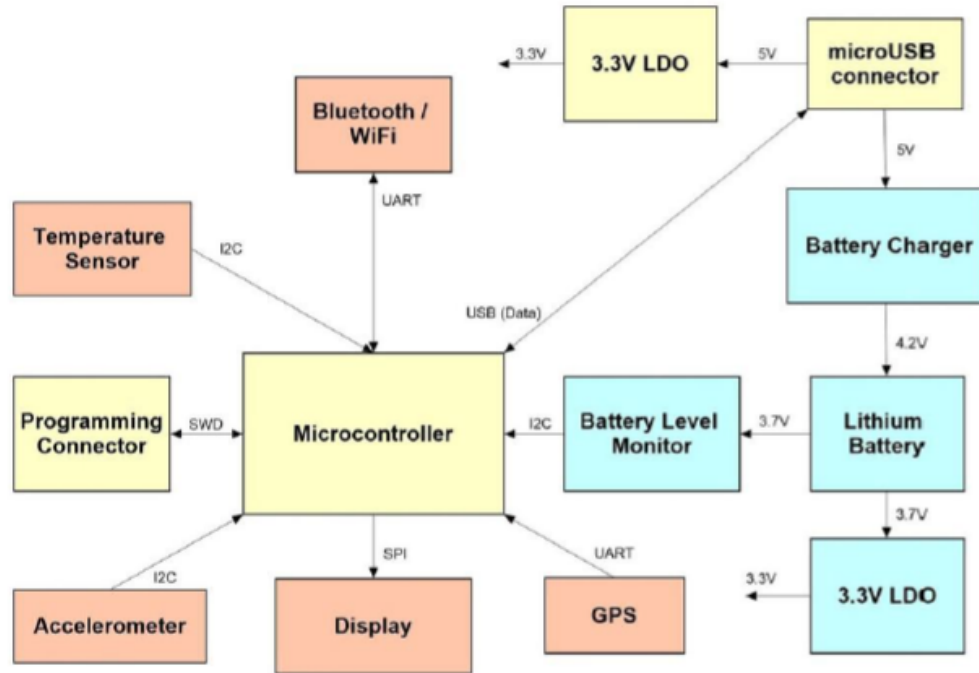 3.3V
3.3V LDO
5V
microUSB
connector
Bluetooth /
WiFi
5V
UART
Temperature
Sensor
I2C
Battery Charger
USB (Data)
4.2V
Programming
Connector
SWD
Microcontroller
I2C
Battery Level
Monitor
3.7V
Lithium
Battery
3.7V
SPI
UART
I2C
3.3V
3.3V LDO
Accelerometer
Display
GPS